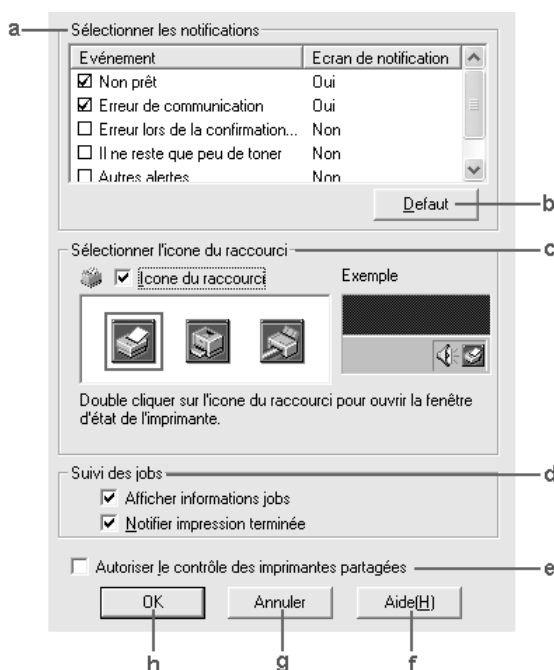 a Sélectionner les notifications
Evénement Ecran de notification
Non prêt Oui
Erreur de communication Oui
Erreur lors de la confirmation... Non
Il ne reste que peu de toner Non
Autres alertes Non
Defaut b
Sélectionner l'icone du raccourci c
Icone du raccourci Exemple
Double cliquer sur l'icone du raccourci pour ouvrir la fenêtre
d'état de l'imprimante.
Suivi des jobs d
Afficher informations jobs
Notifier impression terminée
Autoriser le contrôle des imprimantes partagées e
OK Annuler Aide(H)
h g f